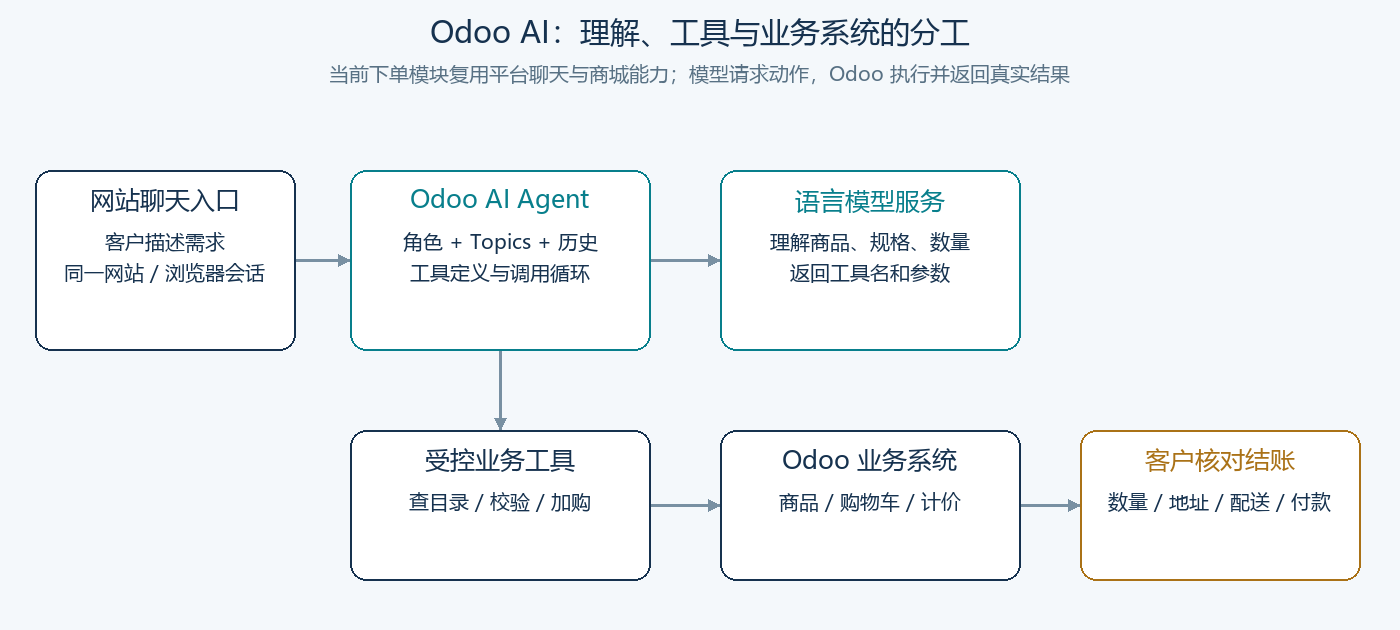 Odoo AI：理解、工具与业务系统的分工
当前下单模块复用平台聊天与商城能力；模型请求动作，Odoo 执行并返回真实结果
网站聊天入口
客户描述需求
同一网站 / 浏览器会话
Odoo AI Agent
角色 + Topics + 历史
工具定义与调用循环
语言模型服务
理解商品、规格、数量
返回工具名和参数
受控业务工具
查目录 / 校验 / 加购
Odoo 业务系统
商品 / 购物车 / 计价
客户核对结账
数量 / 地址 / 配送 / 付款